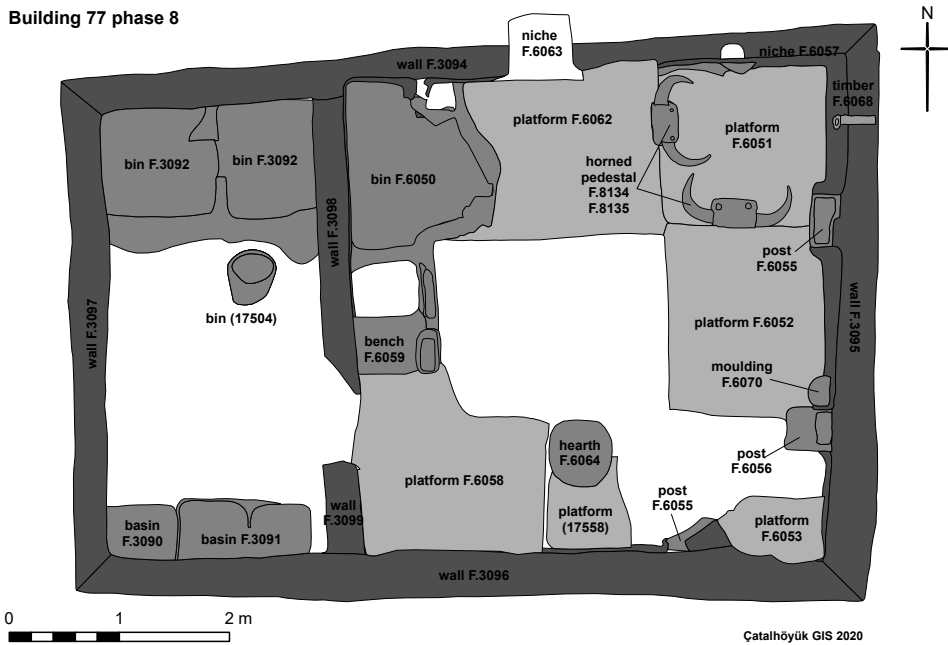 Building 77 phase 8
N
niche
F.6063
wall F.3094
niche F.6057
timber
F.6068
platform F.6062
platform
F.6051
bin F.3092
bin F.3092
bin F.6050
horned
pedestal
F.8134
F.8135
wall F.3098
post
F.6055
bin (17504)
wall F.3097
bench
F.6059
platform F.6052
wall F.3095
moulding
F.6070
hearth
F.6064
post
F.6056
platform F.6058
post
F.6055
wall
F.3099
platform
(17558)
platform
F.6053
basin
F.3090
basin F.3091
wall F.3096
0 1 2 m
Çatalhöyük GIS 2020